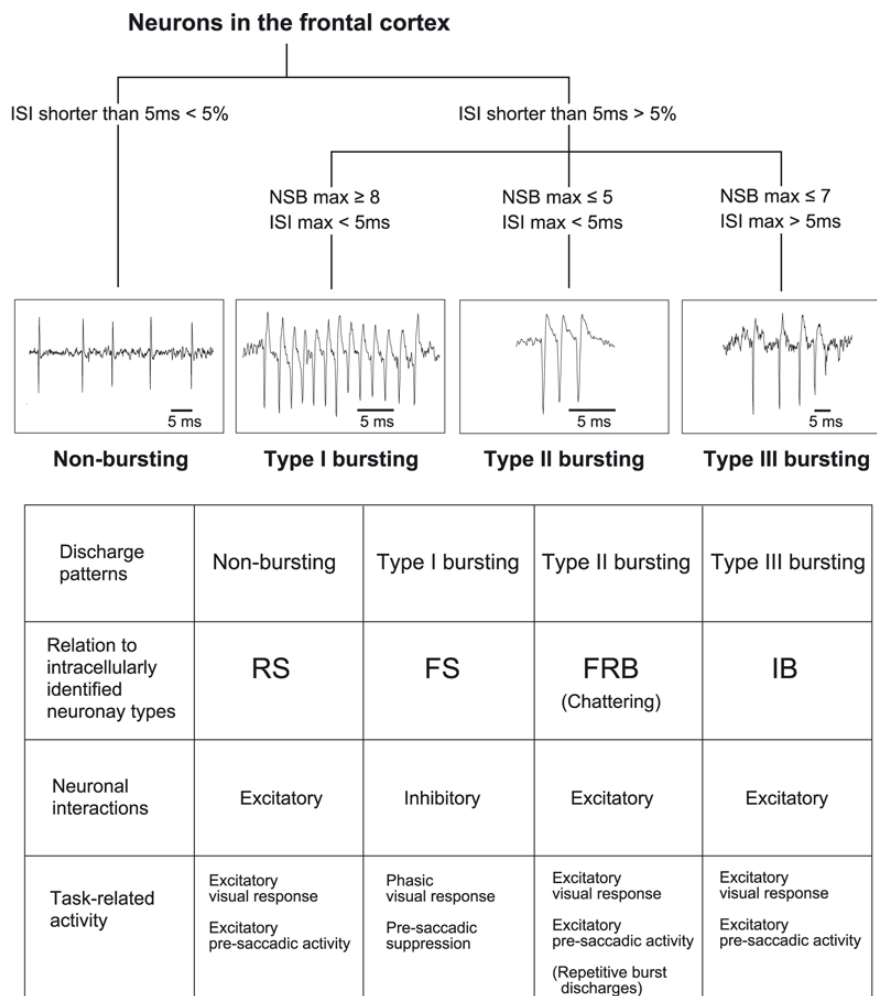 Neurons in the frontal cortex
ISI shorter than 5ms < 5%
ISI shorter than 5ms > 5%
NSB max ≥ 8
ISI max < 5ms
NSB max ≤ 5
ISI max < 5ms
NSB max ≤ 7
ISI max > 5ms
5 ms
5 ms
5 ms
5 ms
Non-bursting
Type I bursting
Type II bursting
Type III bursting
Discharge
patterns
Non-bursting
Type I bursting
Type II bursting
Type III bursting
Relation to
intracellularly
identified
neuronay types
RS
FS
FRB
(Chattering)
IB
Neuronal
interactions
Excitatory
Inhibitory
Excitatory
Excitatory
Task-related
activity
Excitatory
visual response
Excitatory
pre-saccadic activity
Phasic
visual response
Pre-saccadic
suppression
Excitatory
visual response
Excitatory
pre-saccadic activity
(Repetitive burst
discharges)
Excitatory
visual response
Excitatory
pre-saccadic activity